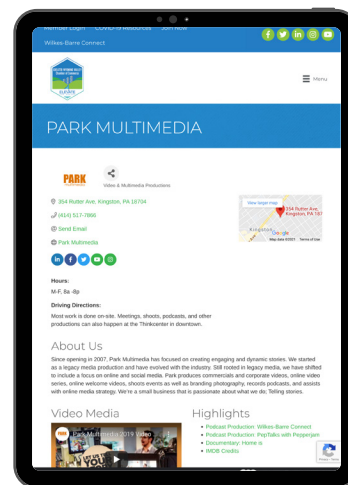 Member Login COVID-19 Resources Join Now
Wilkes-Barre Connect
Menu
PARK MULTIMEDIA
PARK
Video & Multimedia Productions
354 Rutter Ave, Kingston, PA 18704
(414) 517-7866
Send Email
Park Multimedia
View larger map
354 Rutter Ave,
Kingston, PA 187
Kingston
Google
Map data ©2021 Terms of Use
Hours:
M-F, 8a -8p
Driving Directions:
Most work is done on-site. Meetings, shoots, podcasts, and other
productions can also happen at the Thinkcenter in downtown.
About Us
Since opening in 2007, Park Multimedia has focused on creating engaging and dynamic stories. We started
as a legacy media production and have evolved with the industry. Still rooted in legacy media, we have shifted
to include a focus on online and social media. Park produces commercials and corporate videos, online video
series, online welcome videos, shoots events as well as branding photography, records podcasts, and assists
with online media strategy. We're a small business that is passionate about what we do; Telling stories.
Video Media
Highlights
PARK
Park Multimedia 2019 Video
Podcast Production: Wilkes-Barre Connect
Podcast Production: PepTalks with Pepperjam
Documentary: Home is
IMDB Credits